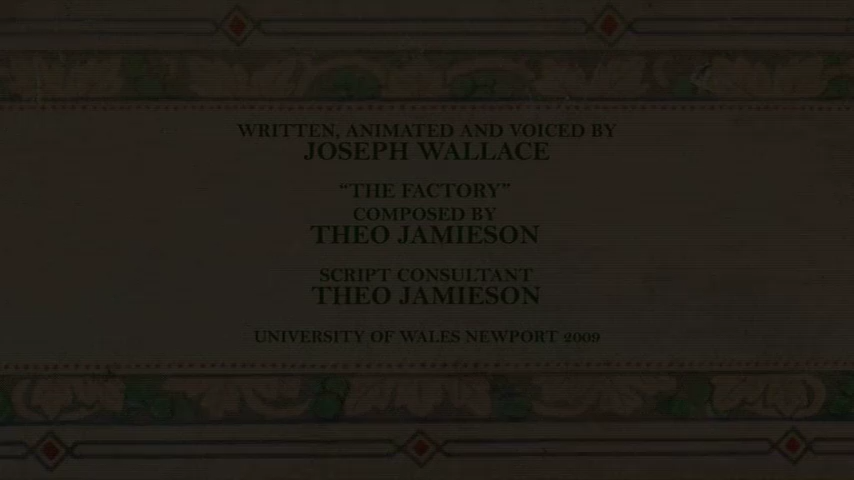 WRITTEN, ANIMATED AND VOICED BY
JOSEPH WALLACE
“THE FACTORY”
COMPOSED BY
THEO JAMIESON
SCRIPT CONSULTANT
THEO JAMIESON
UNIVERSITY OF WALES NEWPORT 2009